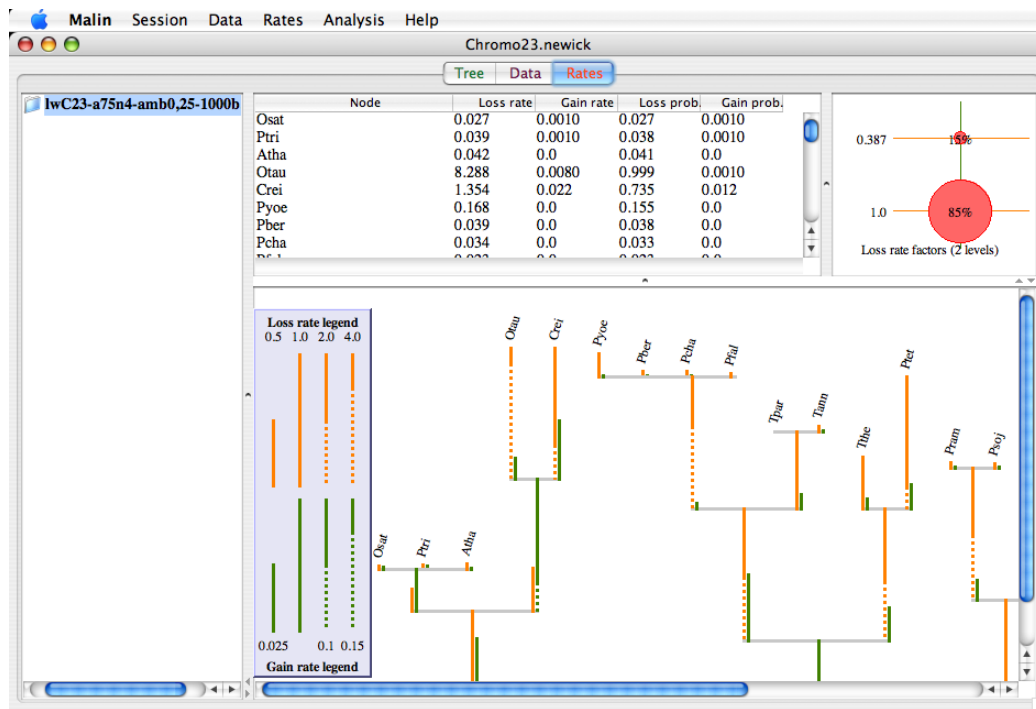 Malin Session Data Rates Analysis Help
Chromo23.newick
Tree Data Rates
lwC23-a75n4-amb0,25-1000b
Node Loss rate Gain rate Loss prob. Gain prob.
Osat 0.027 0.0010 0.027 0.0010
Ptri 0.039 0.0010 0.038 0.0010
Atha 0.042 0.0 0.041 0.0
Otau 8.288 0.0080 0.999 0.0010
Crei 1.354 0.022 0.735 0.012
Pyoe 0.168 0.0 0.155 0.0
Pber 0.039 0.0 0.038 0.0
Pcha 0.034 0.0 0.033 0.0
0.387 15%
1.0 85%
Loss rate factors (2 levels)
Loss rate legend
0.5 1.0 2.0 4.0
0.025 0.1 0.15
Gain rate legend
Osat
Ptri
Atha
Otau
Crei
Pyoe
Pber
Pcha
Pfal
Tpar
Tann
Tthe
Ptet
Pram
Psoj